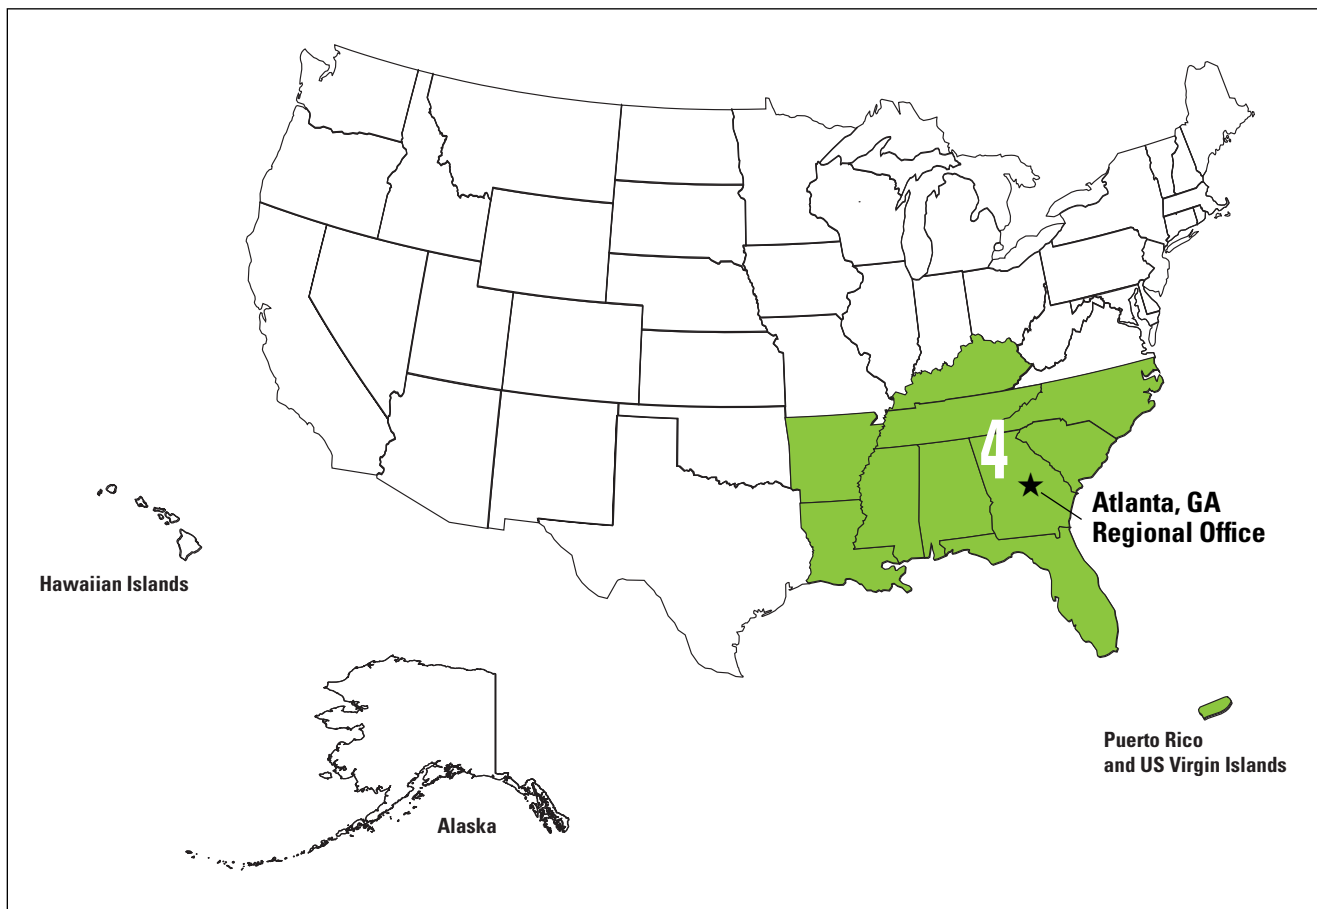 4
Atlanta, GA
Regional Office
Hawaiian Islands
Puerto Rico
and US Virgin Islands
Alaska